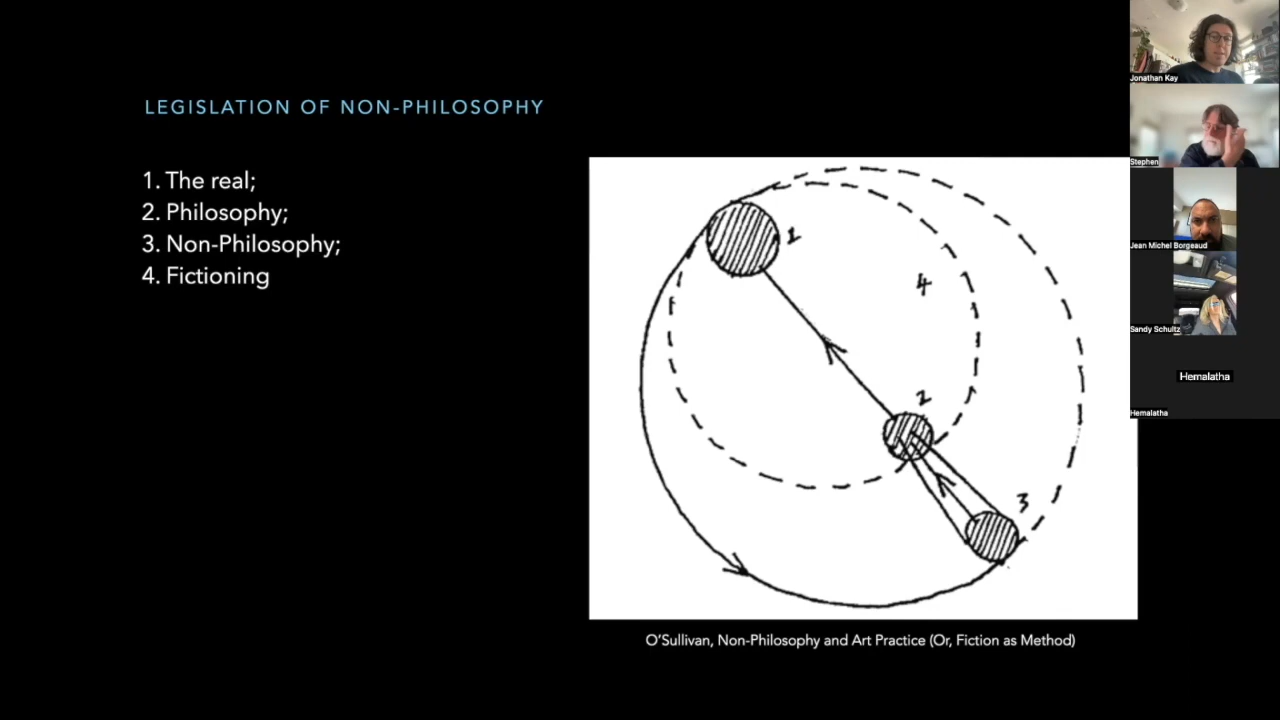 LEGISLATION OF NON-PHILOSOPHY
1. The real;
2. Philosophy;
3. Non-Philosophy;
4. Fictioning
1
4
2
3
O'Sullivan, Non-Philosophy and Art Practice (Or, Fiction as Method)
Jonathan Kay
Stephen
Jean Michel Borgeaud
Sandy Schultz
Hemalatha
Hemalatha